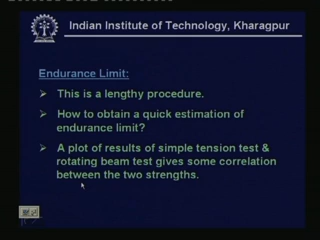 Indian Institute of Technology, Kharagpur
Endurance Limit:
This is a lengthy procedure.
How to obtain a quick estimation of
endurance limit?
A plot of results of simple tension test &
rotating beam test gives some correlation
between the two strengths.